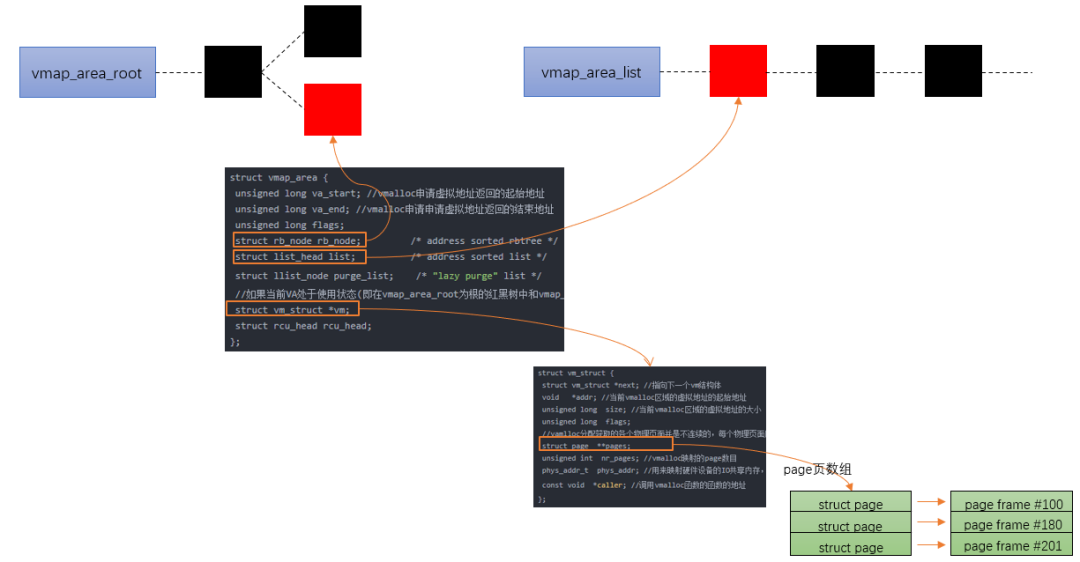 vmap_area_root
vmap_area_list
struct vmap_area {
unsigned long va_start; //vmalloc申请虚拟地址返回的起始地址
unsigned long va_end; //vmalloc申请申请虚拟地址返回的结束地址
unsigned long flags;
struct rb_node rb_node; /* address sorted rbtree */
struct list_head list; /* address sorted list */
struct llist_node purge_list; /* "lazy purge" list */
//如果当前VA处于使用状态(即在vmap_area_root为根的红黑树中和vmap_
struct vm_struct *vm;
struct rcu_head rcu_head;
};
struct vm_struct {
struct vm_struct *next; //指向下一个vm结构体
void *addr; //当前vmalloc区域的虚拟地址的起始地址
unsigned long size; //当前vmalloc区域的虚拟地址的大小
unsigned long flags;
//vamlloc分配获取的各个物理页面并是不连续的，每个物理页面
struct page **pages;
unsigned int nr_pages; //vmalloc映射的page数目
phys_addr_t phys_addr; //用来映射硬件设备的IO共享内存，
const void *caller; //调用vmalloc函数的函数的地址
};
page页数组
struct page page frame #100
struct page page frame #180
struct page page frame #201